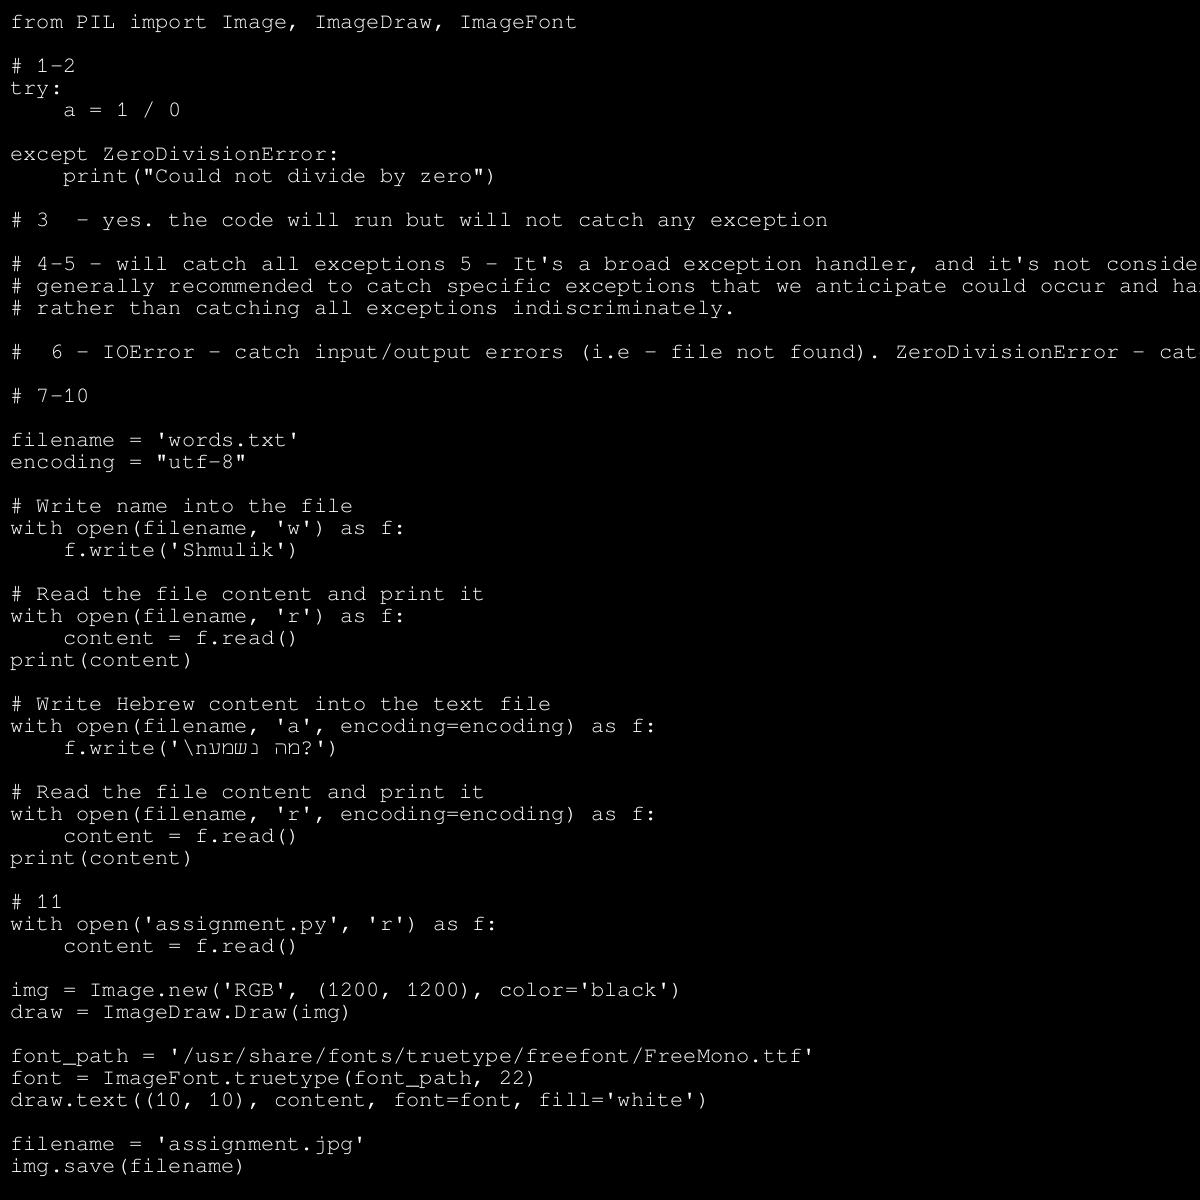 from PIL import Image, ImageDraw, ImageFont
# 1-2
try:
    a = 1 / 0
except ZeroDivisionError:
    print("Could not divide by zero")
# 3  - yes. the code will run but will not catch any exception
# 4-5 - will catch all exceptions 5 - It's a broad exception handler, and it's not conside
# generally recommended to catch specific exceptions that we anticipate could occur and ha
# rather than catching all exceptions indiscriminately.
#  6 - IOError - catch input/output errors (i.e - file not found). ZeroDivisionError - cat
# 7-10
filename = 'words.txt'
encoding = "utf-8"
# Write name into the file
with open(filename, 'w') as f:
    f.write('Shmulik')
# Read the file content and print it
with open(filename, 'r') as f:
    content = f.read()
print(content)
# Write Hebrew content into the text file
with open(filename, 'a', encoding=encoding) as f:
    f.write('\nמה נשמע?')
# Read the file content and print it
with open(filename, 'r', encoding=encoding) as f:
    content = f.read()
print(content)
# 11
with open('assignment.py', 'r') as f:
    content = f.read()
img = Image.new('RGB', (1200, 1200), color='black')
draw = ImageDraw.Draw(img)
font_path = '/usr/share/fonts/truetype/freefont/FreeMono.ttf'
font = ImageFont.truetype(font_path, 22)
draw.text((10, 10), content, font=font, fill='white')
filename = 'assignment.jpg'
img.save(filename)